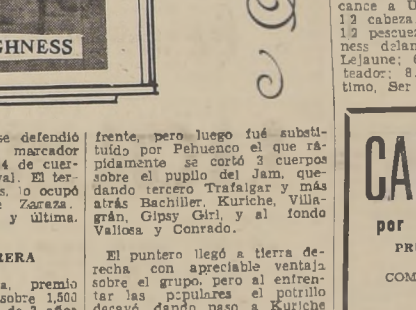 GHNESS
se defendió
marcador
4 de cuer-
val. El ter-
s, lo ocupó
e Zaraza.
y última.
RERA
a, premio
sobre 1,500
frente, pero luego fué substi-
tuído por Pehuenco el que rá-
pidamente se cortó 3 cuerpos
sobre el pupilo del Jam, que-
dando tercero Trafalgar y más
atrás Bachiller, Kuriche, Villa-
grán, Gipsy Girl, y al fondo
Valiosa y Conrado.
El puntero llegó a tierra de-
recha con apreciable ventaja
sobre el grupo, pero al enfren-
tar las populares el potrillo
decayó dando paso a Kuriche
cance a U
1 2 cabeza
1 2 pescuez
ness delan
Lejaune; 6
teador; 8.
timo, Ser
CA
por
PR
COM